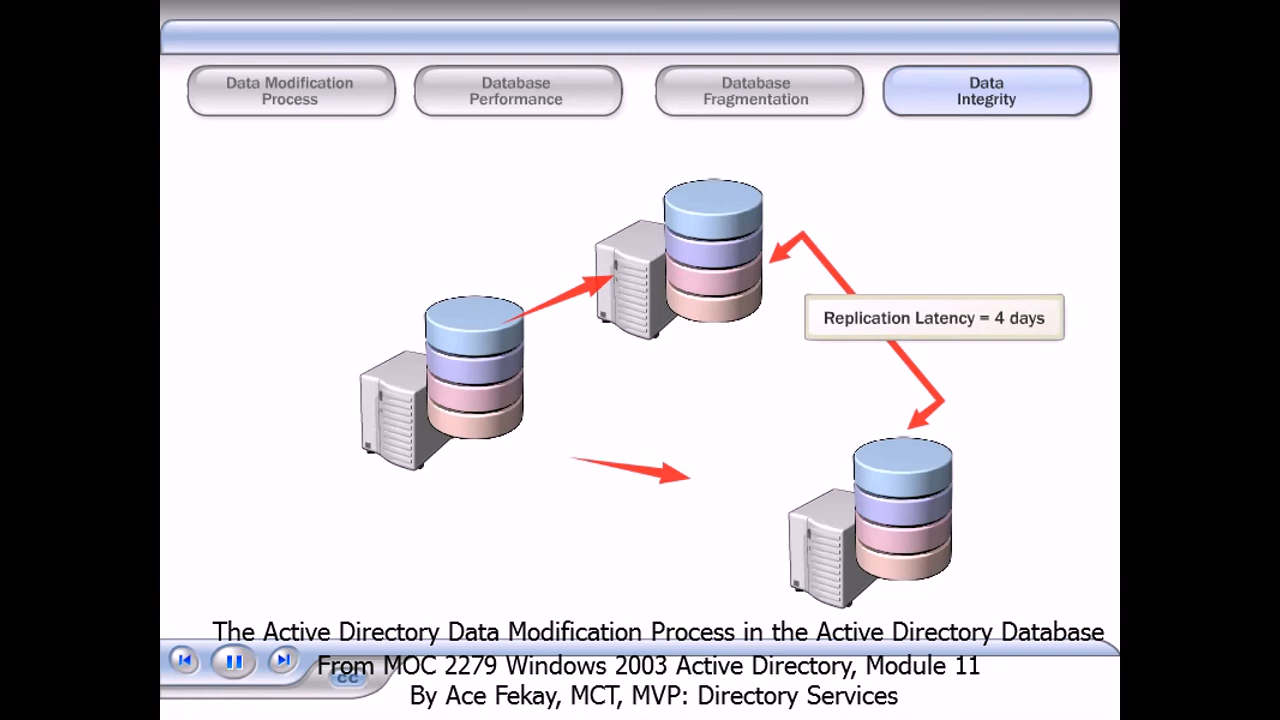 Data Modification
Process
Database
Performance
Database
Fragmentation
Data
Integrity
Replication Latency = 4 days
The Active Directory Data Modification Process in the Active Directory Database
From MOC 2279 Windows 2003 Active Directory, Module 11
CC
By Ace Fekay, MCT, MVP: Directory Services